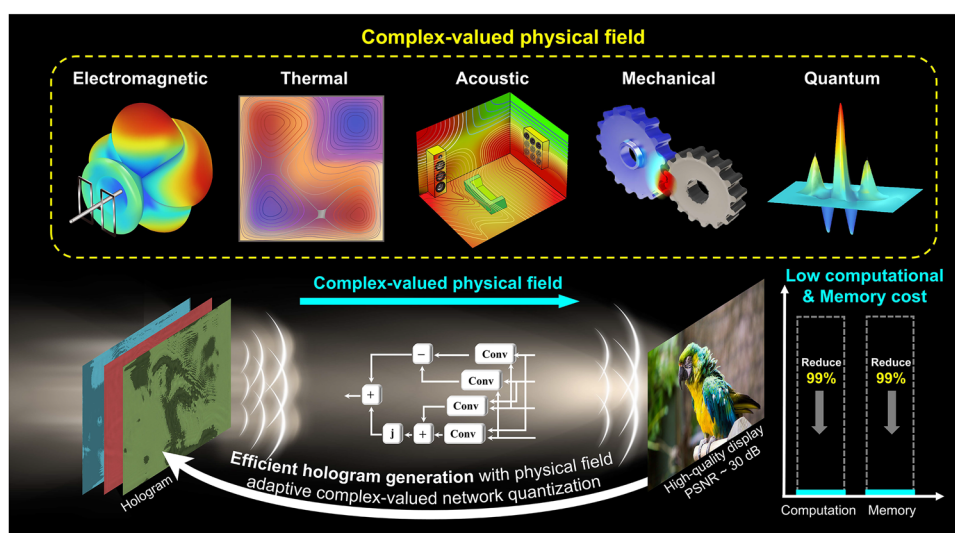 Complex-valued physical field
Electromagnetic
Thermal
Acoustic
Mechanical
Quantum
Complex-valued physical field
Low computational
& Memory cost
−
Conv
Conv
+
Conv
j
+
Conv
Reduce
99%
Reduce
99%
Hologram
Efficient hologram generation with physical field
adaptive complex-valued network quantization
High-quality display
PSNR ~ 30 dB
Computation
Memory